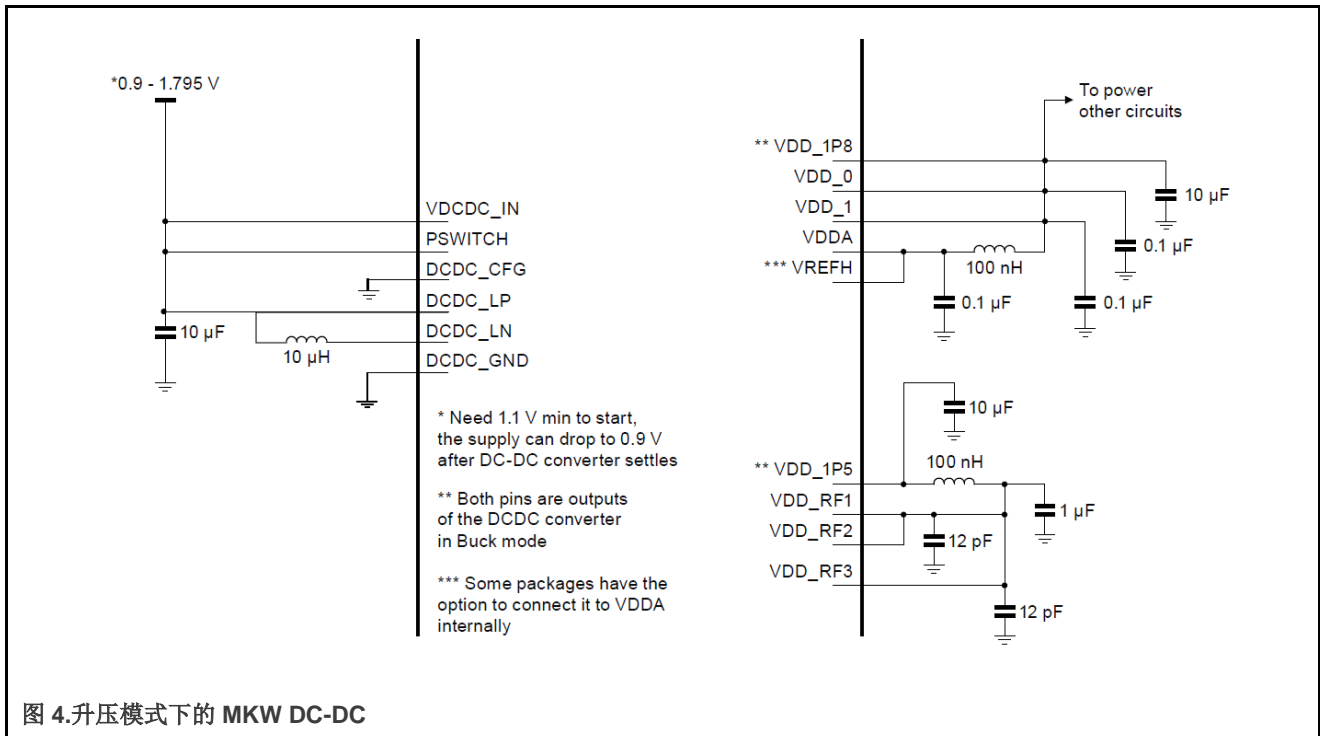 *0.9 - 1.795 V
VDCDC_IN
PSWITCH
DCDC_CFG
DCDC_LP
DCDC_LN
DCDC_GND
10 µF
10 µH
* Need 1.1 V min to start,
the supply can drop to 0.9 V
after DC-DC converter settles
** Both pins are outputs
of the DCDC converter
in Buck mode
*** Some packages have the
option to connect it to VDDA
internally
To power
other circuits
** VDD_1P8
VDD_0
VDD_1
VDDA
*** VREFH
10 µF
0.1 µF
100 nH
0.1 µF
0.1 µF
10 µF
100 nH
** VDD_1P5
VDD_RF1
VDD_RF2
VDD_RF3
1 µF
12 pF
12 pF
图 4.升压模式下的 MKW DC-DC